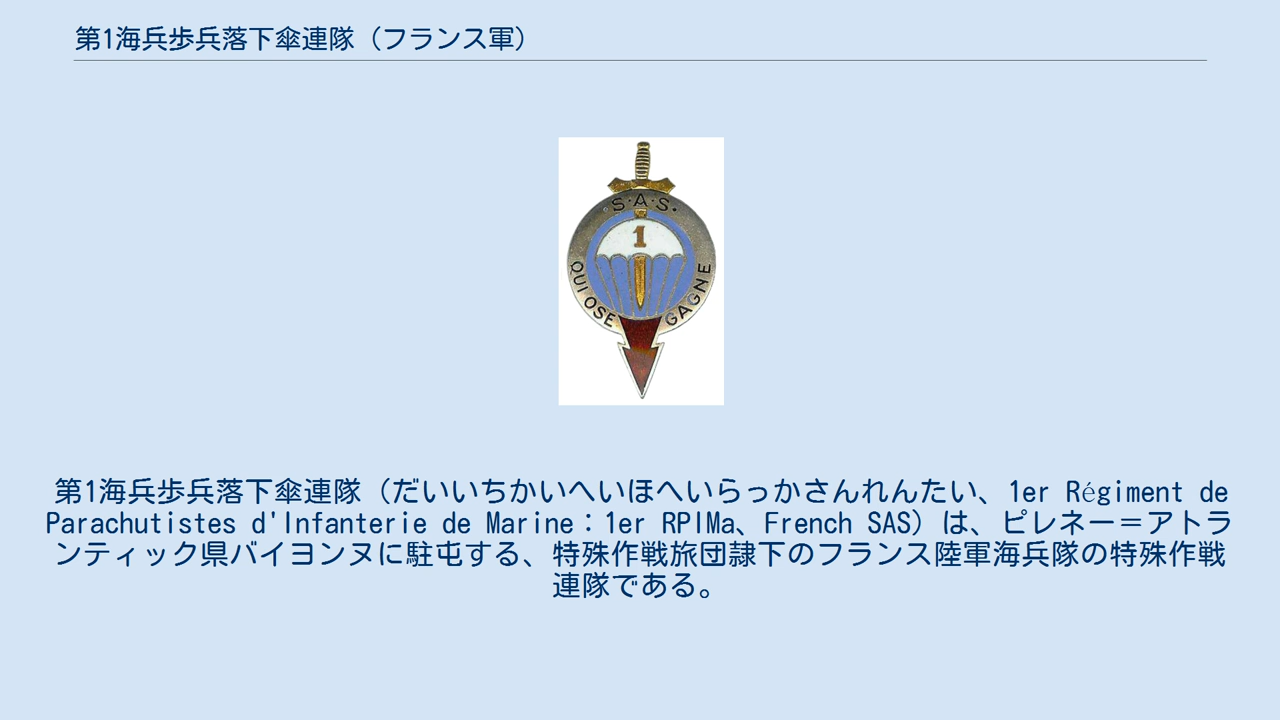 第1海兵歩兵落下傘連隊（フランス軍）
·S·A·S·
1
QUI OSE GAGNE
第1海兵歩兵落下傘連隊（だいいちかいへいほへいらっかさんれんたい、1er Régiment de
Parachutistes d'Infanterie de Marine：1er RPIMa、French SAS）は、ピレネー＝アトラ
ンティック県バイヨンヌに駐屯する、特殊作戦旅団隷下のフランス陸軍海兵隊の特殊作戦
連隊である。